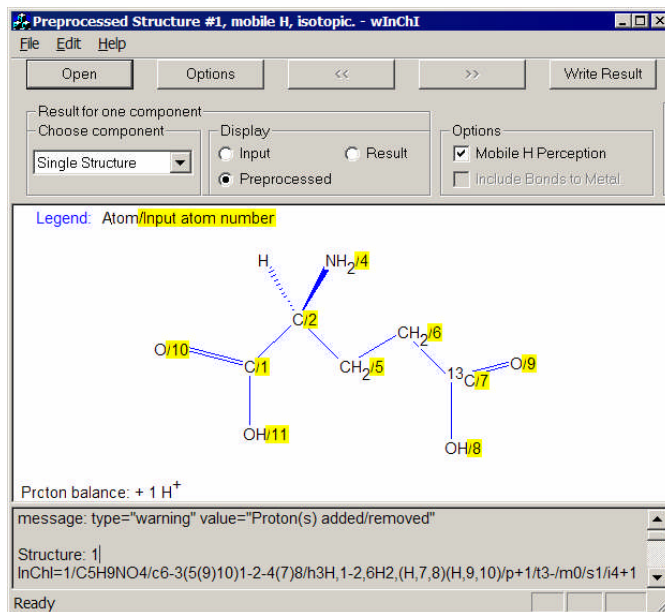 Preprocessed Structure #1, mobile H, isotopic. - wInChI
File Edit Help
Open Options << >> Write Result
Result for one component
Choose component Display Options
Single Structure Input Result Mobile H Perception
Preprocessed Include Bonds to Metal
Legend: Atom/Input atom number
H NH2/4
C/2
CH2/6
O/10 O/9
C/1 CH2/5 13C/7
OH/11
OH/8
Prcton balance: + 1 H+
message: type="warning" value="Proton(s) added/removed"
Structure: 1
InChI=1/C5H9NO4/c6-3(5(9)10)1-2-4(7)8/h3H,1-2,6H2,(H,7,8)(H,9,10)/p+1/t3-/m0/s1/i4+1
Ready